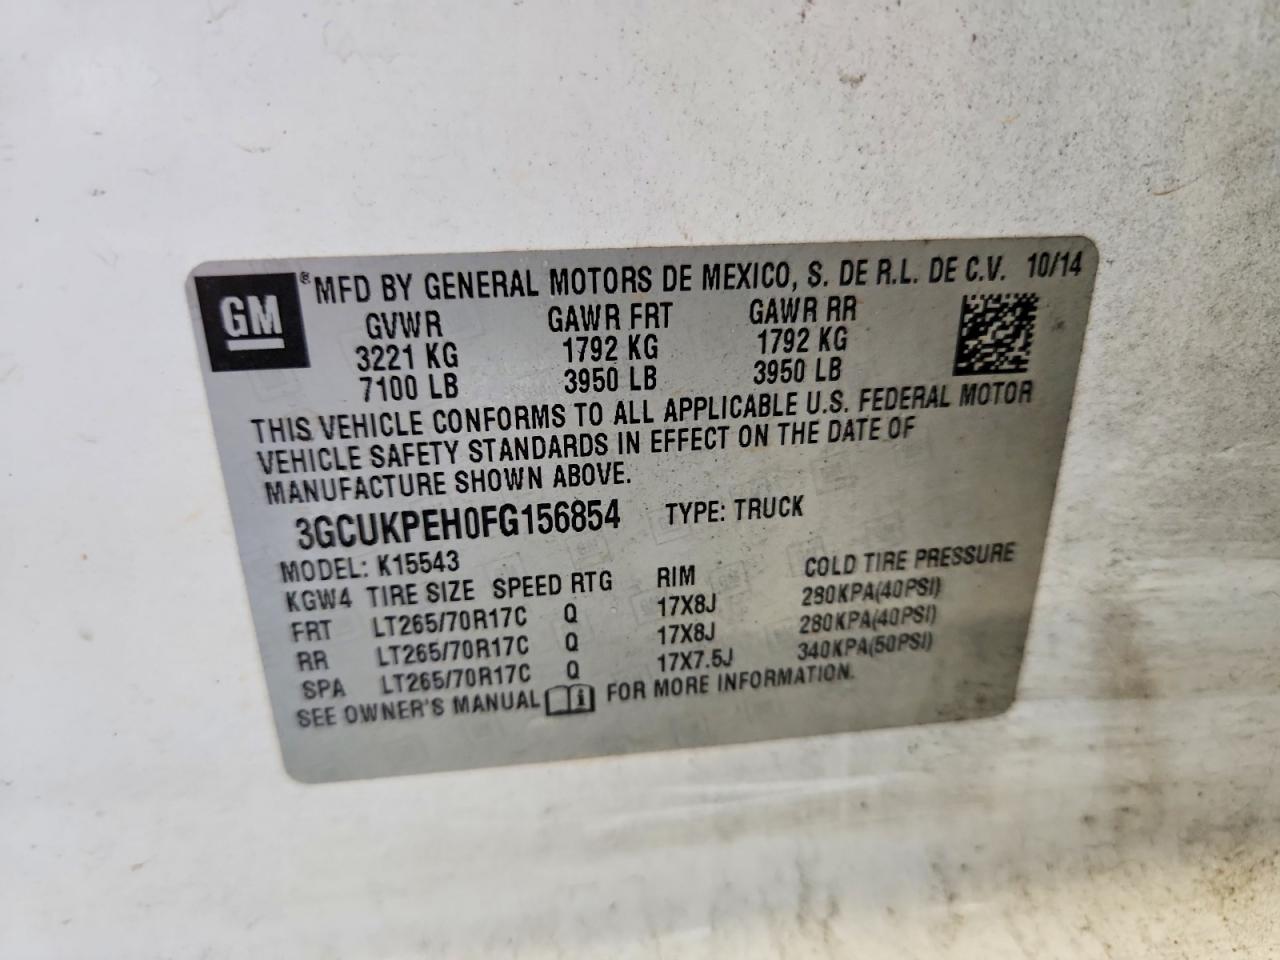 GM ® MFD BY GENERAL MOTORS DE MEXICO, S. DE R.L. DE C.V. 10/14
GVWR GAWR FRT GAWR RR
3221 KG 1792 KG 1792 KG
7100 LB 3950 LB 3950 LB
THIS VEHICLE CONFORMS TO ALL APPLICABLE U.S. FEDERAL MOTOR
VEHICLE SAFETY STANDARDS IN EFFECT ON THE DATE OF
MANUFACTURE SHOWN ABOVE.
3GCUKPEH0FG156854 TYPE: TRUCK
MODEL: K15543
KGW4 TIRE SIZE SPEED RTG RIM COLD TIRE PRESSURE
FRT LT265/70R17C Q 17X8J 280KPA(40PSI)
RR LT265/70R17C Q 17X8J 280KPA(40PSI)
SPA LT265/70R17C Q 17X7.5J 340KPA(50PSI)
SEE OWNER'S MANUAL i FOR MORE INFORMATION.